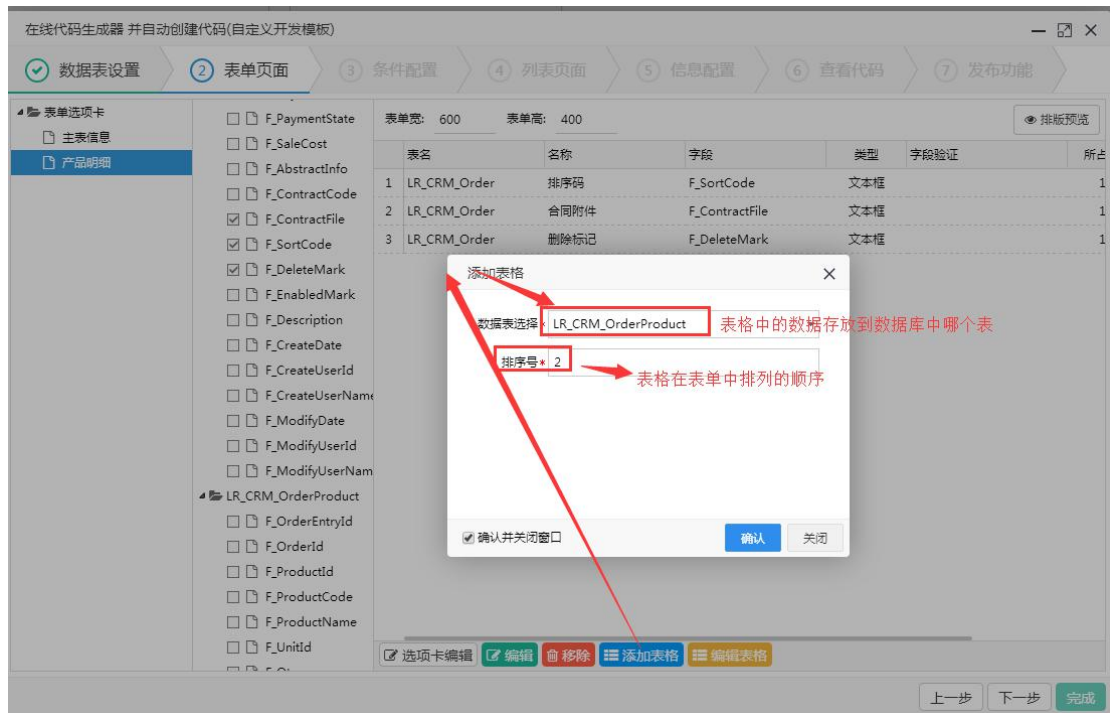 在线代码生成器 并自动创建代码(自定义开发模板)
数据表设置
2 表单页面
3 条件配置
4 列表页面
5 信息配置
6 查看代码
7 发布功能
表单选项卡
主表信息
产品明细
F_PaymentState
F_SaleCost
F_AbstractInfo
F_ContractCode
F_ContractFile
F_SortCode
F_DeleteMark
F_EnabledMark
F_Description
F_CreateDate
F_CreateUserId
F_CreateUserName
F_ModifyDate
F_ModifyUserId
F_ModifyUserNam
LR_CRM_OrderProduct
F_OrderEntryId
F_OrderId
F_ProductId
F_ProductCode
F_ProductName
F_UnitId
表单宽: 600 表单高: 400 排版预览
表名 名称 字段 类型 字段验证 所占
1 LR_CRM_Order 排序码 F_SortCode 文本框 1
2 LR_CRM_Order 合同附件 F_ContractFile 文本框 1
3 LR_CRM_Order 删除标记 F_DeleteMark 文本框 1
添加表格
数据表选择* LR_CRM_OrderProduct 表格中的数据存放到数据库中哪个表
排序号* 2
表格在表单中排列的顺序
确认并关闭窗口 确认 关闭
选项卡编辑 编辑 移除 添加表格 编辑表格
上一步 下一步 完成